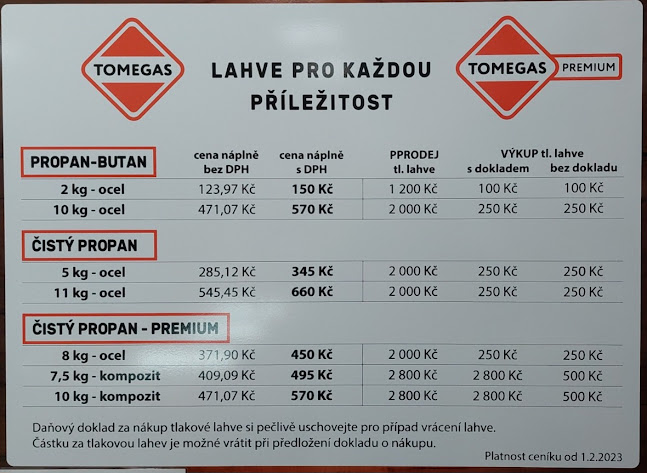 TOMEGAS
LAHVE PRO KAŽDOU
PŘÍLEŽITOST
TOMEGAS PREMIUM
PROPAN-BUTAN cena náplně bez DPH cena náplně s DPH PPRODEJ tl. lahve VÝKUP tl. lahve s dokladem bez dokladu
2 kg - ocel 123,97 Kč 150 Kč 1 200 Kč 100 Kč 100 Kč
10 kg - ocel 471,07 Kč 570 Kč 2 000 Kč 250 Kč 250 Kč
ČISTÝ PROPAN
5 kg - ocel 285,12 Kč 345 Kč 2 000 Kč 250 Kč 250 Kč
11 kg - ocel 545,45 Kč 660 Kč 2 000 Kč 250 Kč 250 Kč
ČISTÝ PROPAN - PREMIUM
8 kg - ocel 371,90 Kč 450 Kč 2 000 Kč 250 Kč 250 Kč
7,5 kg - kompozit 409,09 Kč 495 Kč 2 800 Kč 2 800 Kč 500 Kč
10 kg - kompozit 471,07 Kč 570 Kč 2 800 Kč 2 800 Kč 500 Kč
Daňový doklad za nákup tlakové lahve si pečlivě uschovejte pro případ vrácení lahve.
Částku za tlakovou lahev je možné vrátit při předložení dokladu o nákupu.
Platnost ceníku od 1.2.2023